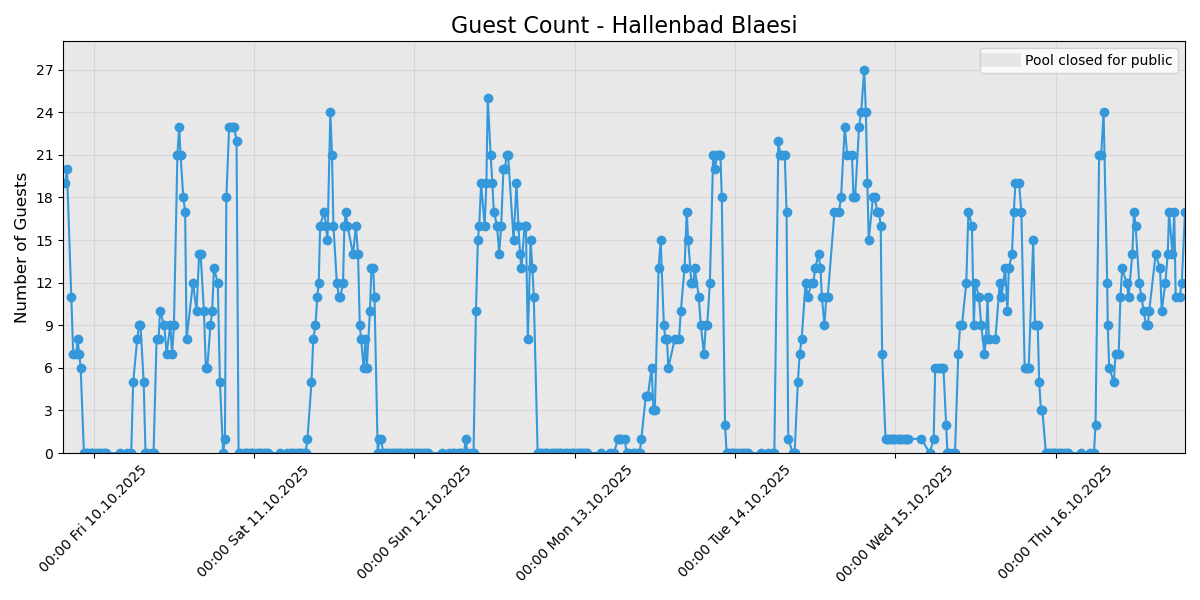 Guest Count - Hallenbad Blaesi
Pool closed for public
Number of Guests
27
24
21
18
15
12
9
6
3
0
00:00 Fri 10.10.2025
00:00 Sat 11.10.2025
00:00 Sun 12.10.2025
00:00 Mon 13.10.2025
00:00 Tue 14.10.2025
00:00 Wed 15.10.2025
00:00 Thu 16.10.2025